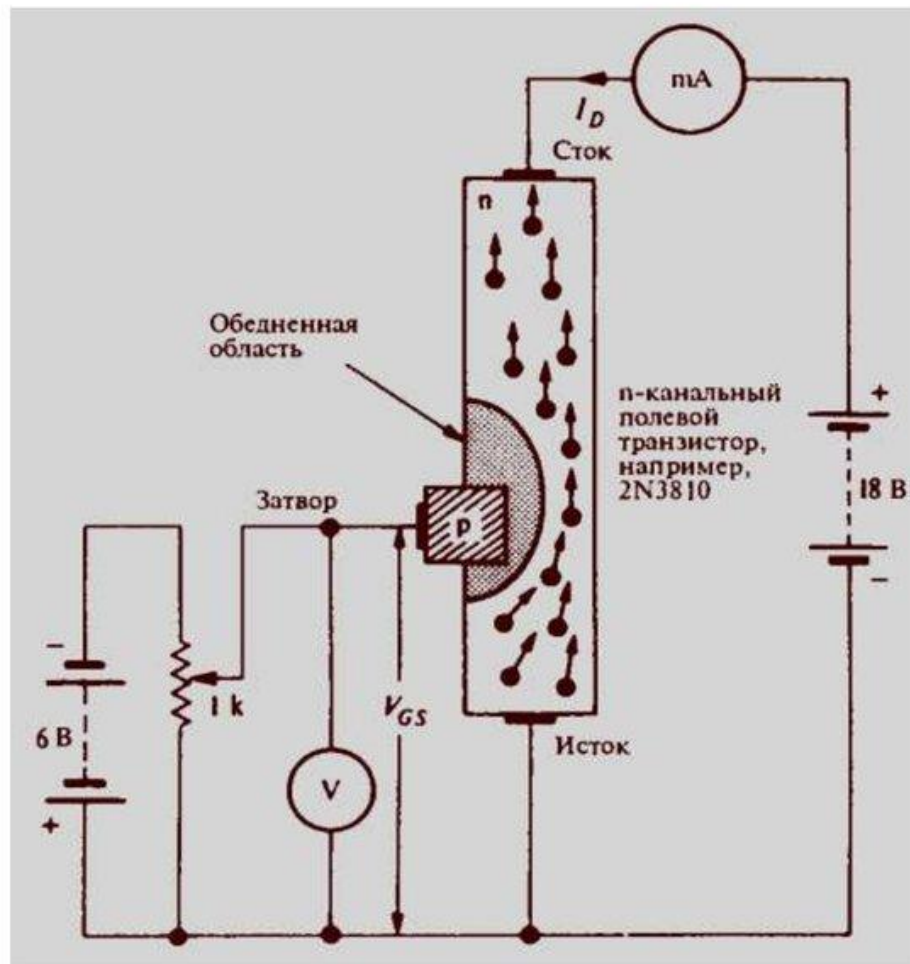 mA
I_D
Сток
n
Обедненная
область
n-канальный
полевой
транзистор,
например,
2N3810
+
18 В
−
Затвор
p
−
6 В
+
1 k
V_GS
V
Исток